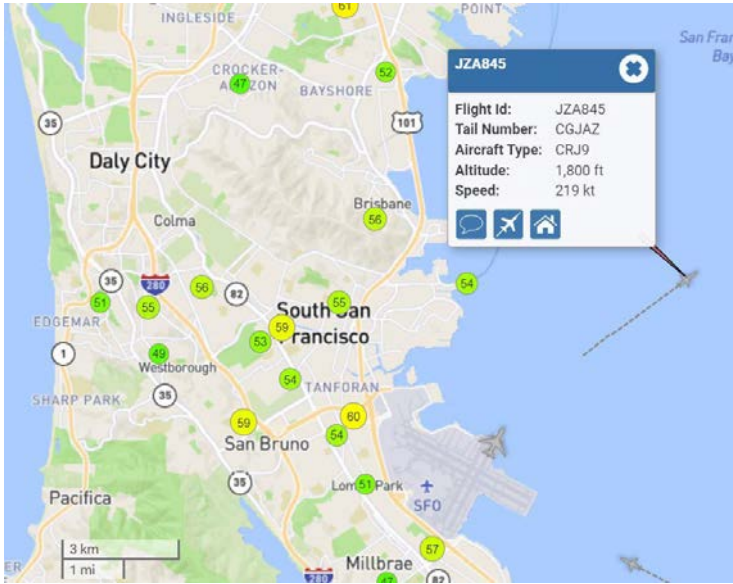 61
INGLESIDE
POINT
San Fran
Bay
CROCKER-
AMAZON
47
52
BAYSHORE
JZA845
Flight Id: JZA845
Tail Number: CGJAZ
Aircraft Type: CRJ9
Altitude: 1,800 ft
Speed: 219 kt
35
101
Daly City
Brisbane
56
Colma
35
280
56
82
54
51
55
55
South San
Francisco
EDGEMAR
59
53
1
49
Westborough
54
TANFORAN
35
SHARP PARK
59
60
54
San Bruno
35
Lomita Park
51
SFO
Pacifica
3 km
1 mi
57
Millbrae
280
47
82